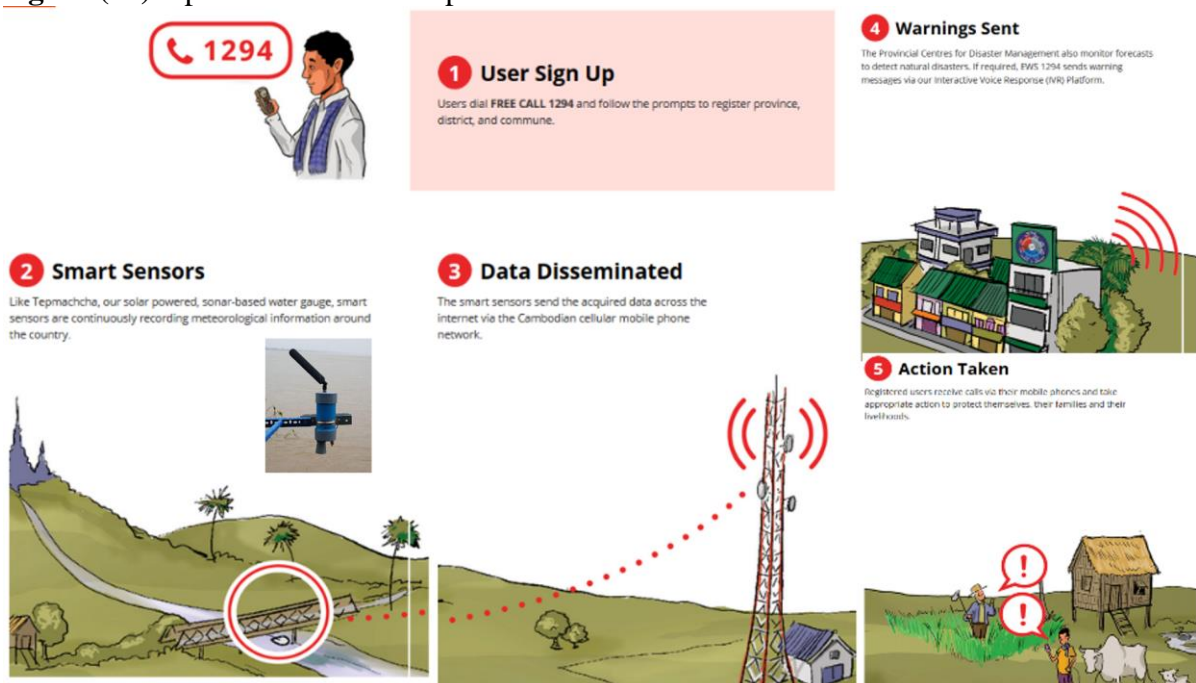 1294
1 User Sign Up
Users dial FREE CALL 1294 and follow the prompts to register province,
district, and commune.
2 Smart Sensors
Like Tepmachcha, our solar powered, sonar-based water gauge, smart
sensors are continuously recording meteorological information around
the country.
3 Data Disseminated
The smart sensors send the acquired data across the
internet via the Cambodian cellular mobile phone
network.
4 Warnings Sent
The Provincial Centres for Disaster Management also monitor forecasts
to detect natural disasters. If required, EWS 1294 sends warning
messages via our Interactive Voice Response (IVR) Platform.
5 Action Taken
Registered users receive calls via their mobile phones and take
appropriate action to protect themselves, their families and their
livelihoods.
!
!